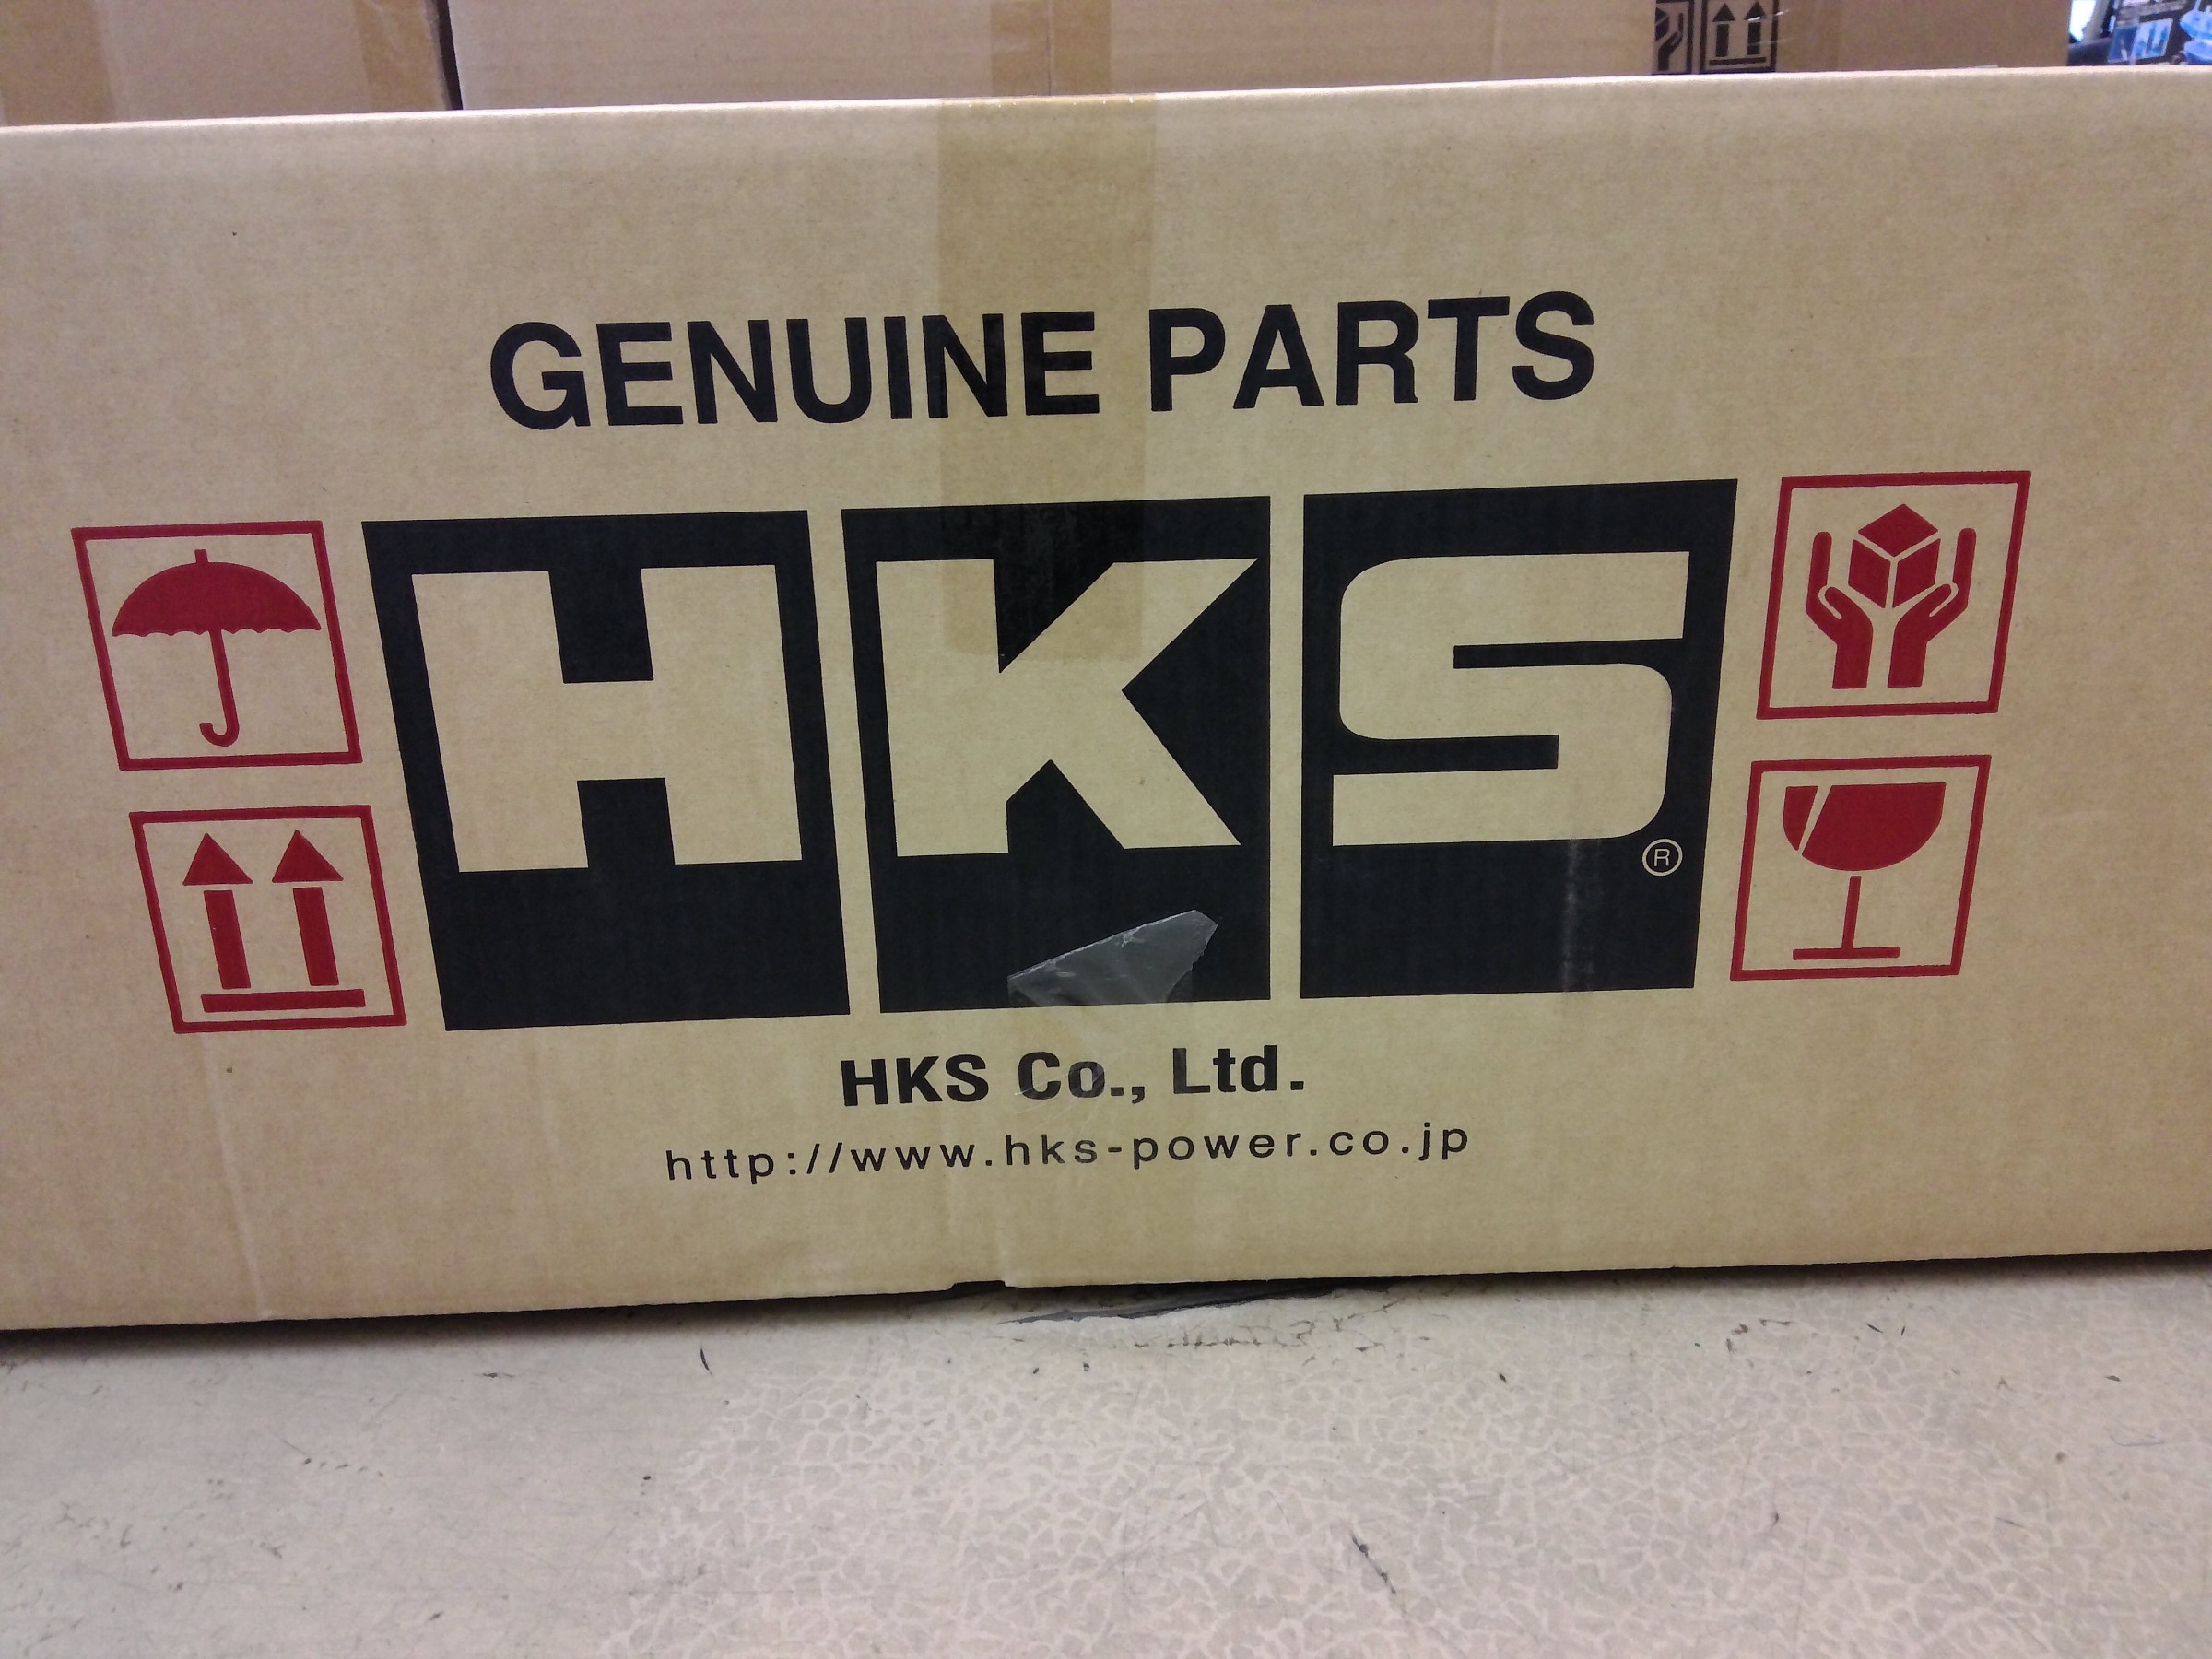 GENUINE PARTS
HKS®
HKS Co., Ltd.
http://www.hks-power.co.jp